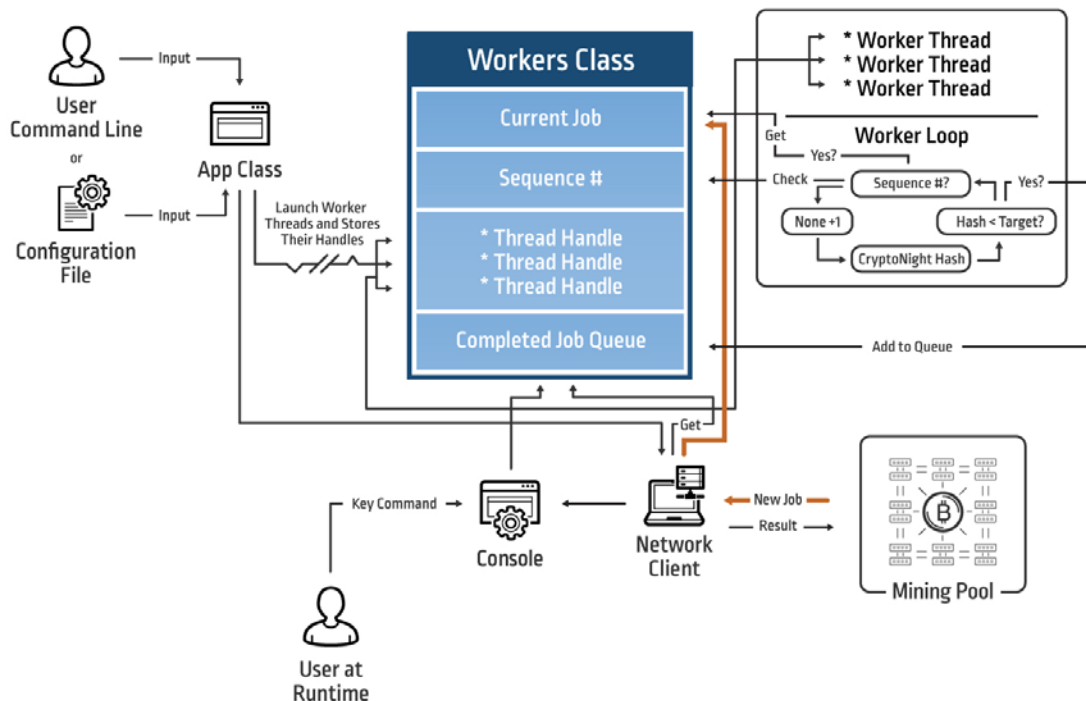 Input
User
Command Line
or
Configuration
File
Input
App Class
Launch Worker
Threads and Stores
Their Handles
Workers Class
Current Job
Sequence #
* Thread Handle
* Thread Handle
* Thread Handle
Completed Job Queue
* Worker Thread
* Worker Thread
* Worker Thread
Worker Loop
Get
Yes?
Check
Sequence #?
Yes?
None +1
Hash < Target?
CryptoNight Hash
Add to Queue
Get
Key Command
Console
Network
Client
New Job
Result
Mining Pool
User at
Runtime